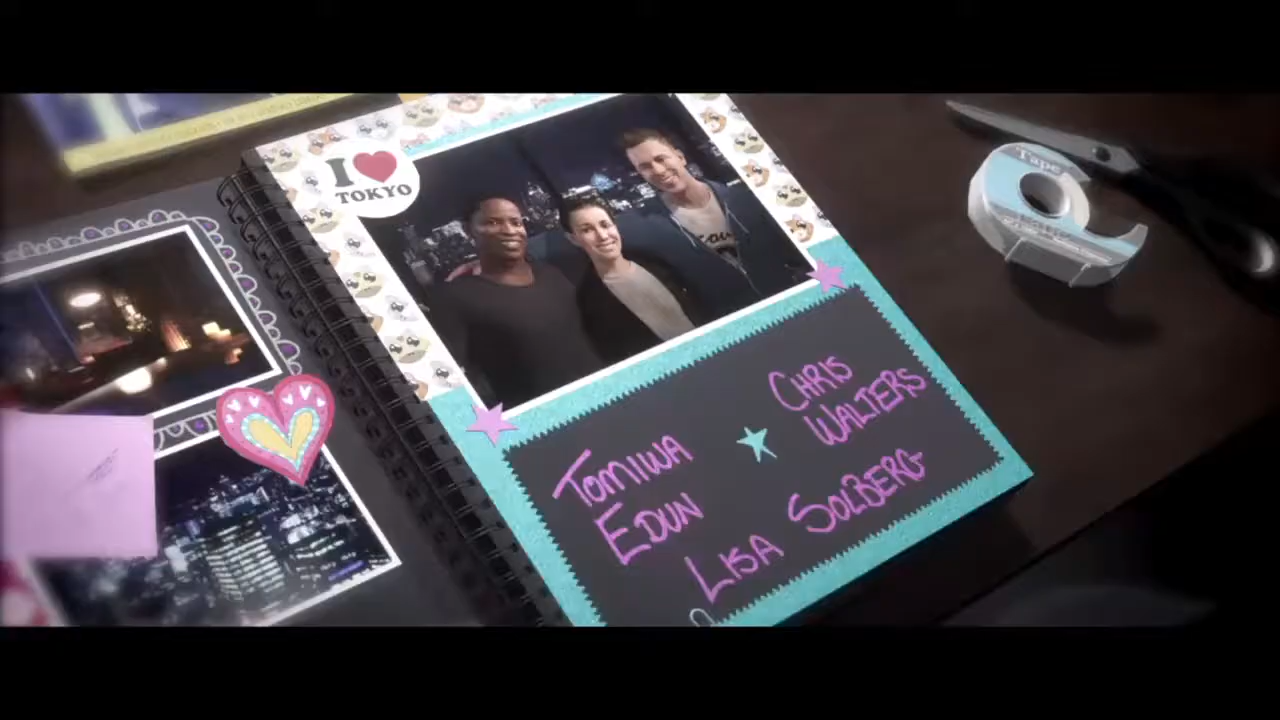 I ❤ TOKYO
Tape
TOMIWA
EDUN
CHRIS
WALTERS
LISA SOLBERG